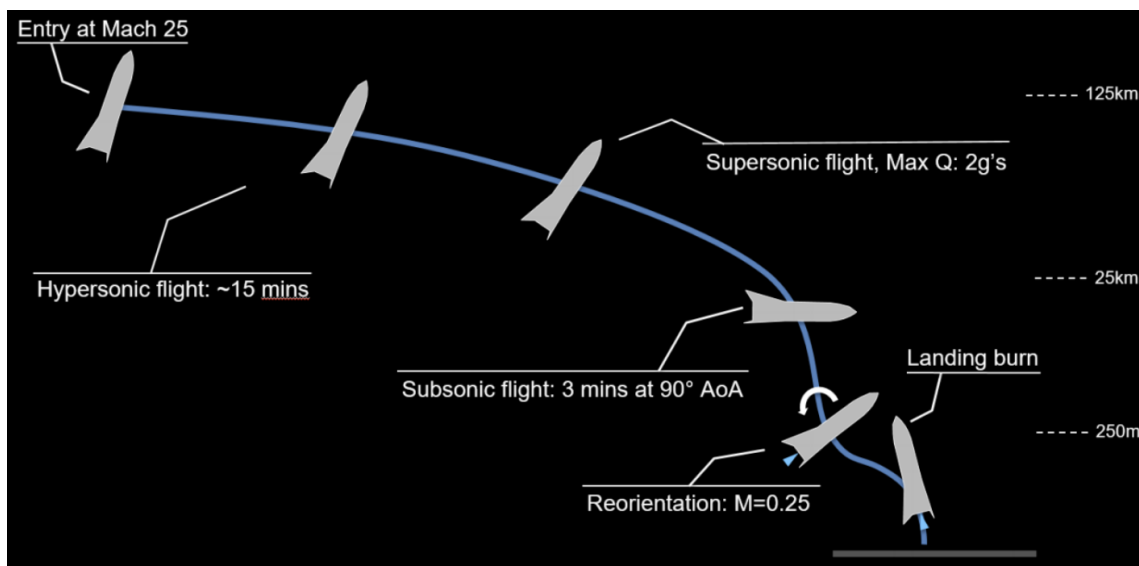 Entry at Mach 25
125km
Supersonic flight, Max Q: 2g's
Hypersonic flight: ~15 mins
25km
Landing burn
Subsonic flight: 3 mins at 90° AoA
250m
Reorientation: M=0.25